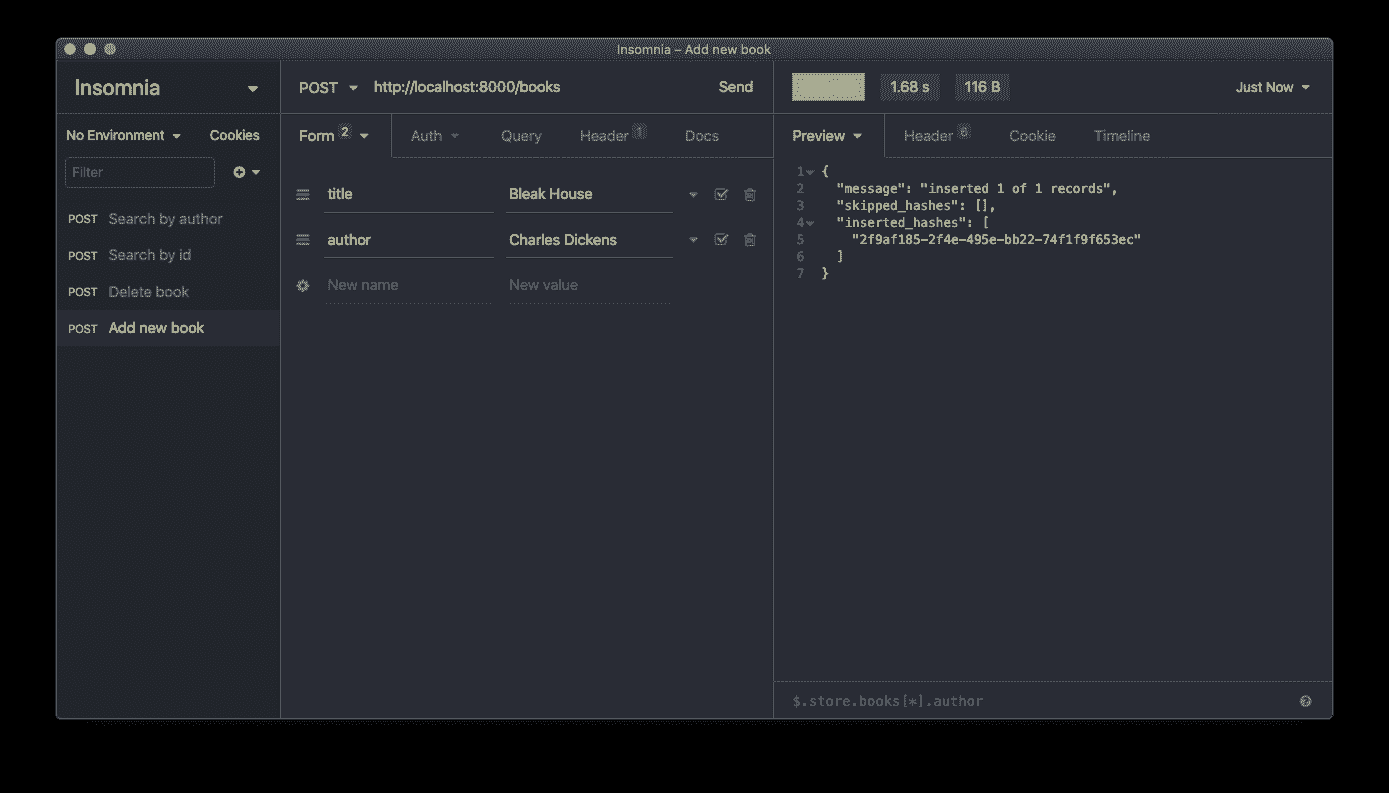 Insomnia – Add new book
Insomnia
POST http://localhost:8000/books Send
1.68 s 116 B Just Now
No Environment Cookies
Form 2 Auth Query Header 1 Docs
Preview Header 6 Cookie Timeline
Filter
POST Search by author
POST Search by id
POST Delete book
POST Add new book
title Bleak House
author Charles Dickens
New name New value
1 {
2 "message": "inserted 1 of 1 records",
3 "skipped_hashes": [],
4 "inserted_hashes": [
5 "2f9af185-2f4e-495e-bb22-74f1f9f653ec"
6 ]
7 }
$.store.books[*].author